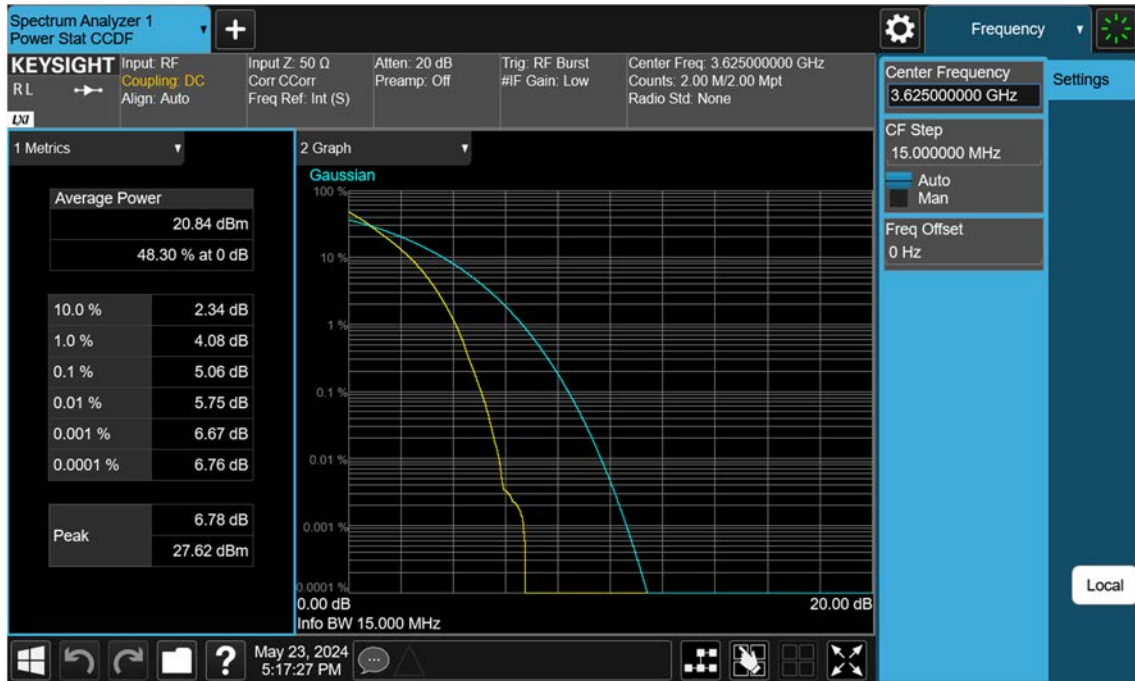 Spectrum Analyzer 1
Power Stat CCDF
Frequency
KEYSIGHT
R L
LXI
Input: RF
Coupling: DC
Align: Auto
Input Z: 50 Ω
Corr CCorr
Freq Ref: Int (S)
Atten: 20 dB
Preamp: Off
Trig: RF Burst
#IF Gain: Low
Center Freq: 3.625000000 GHz
Counts: 2.00 M/2.00 Mpt
Radio Std: None
Center Frequency
3.625000000 GHz
Settings
CF Step
15.000000 MHz
Auto
Man
Freq Offset
0 Hz
1 Metrics
Average Power
20.84 dBm
48.30 % at 0 dB
10.0 % 2.34 dB
1.0 % 4.08 dB
0.1 % 5.06 dB
0.01 % 5.75 dB
0.001 % 6.67 dB
0.0001 % 6.76 dB
Peak
6.78 dB
27.62 dBm
2 Graph
Gaussian
100 %
10 %
1 %
0.1 %
0.01 %
0.001 %
0.0001 %
0.00 dB 20.00 dB
Info BW 15.000 MHz
Local
?
May 23, 2024
5:17:27 PM